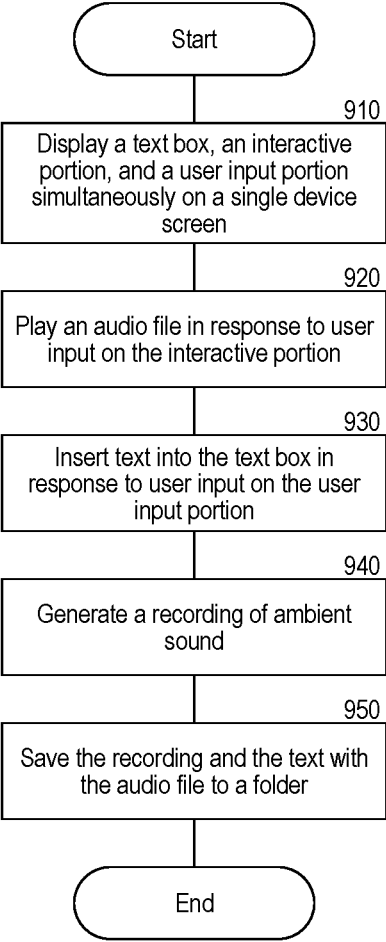 Start
910
Display a text box, an interactive
portion, and a user input portion
simultaneously on a single device
screen
920
Play an audio file in response to user
input on the interactive portion
930
Insert text into the text box in
response to user input on the user
input portion
940
Generate a recording of ambient
sound
950
Save the recording and the text with
the audio file to a folder
End